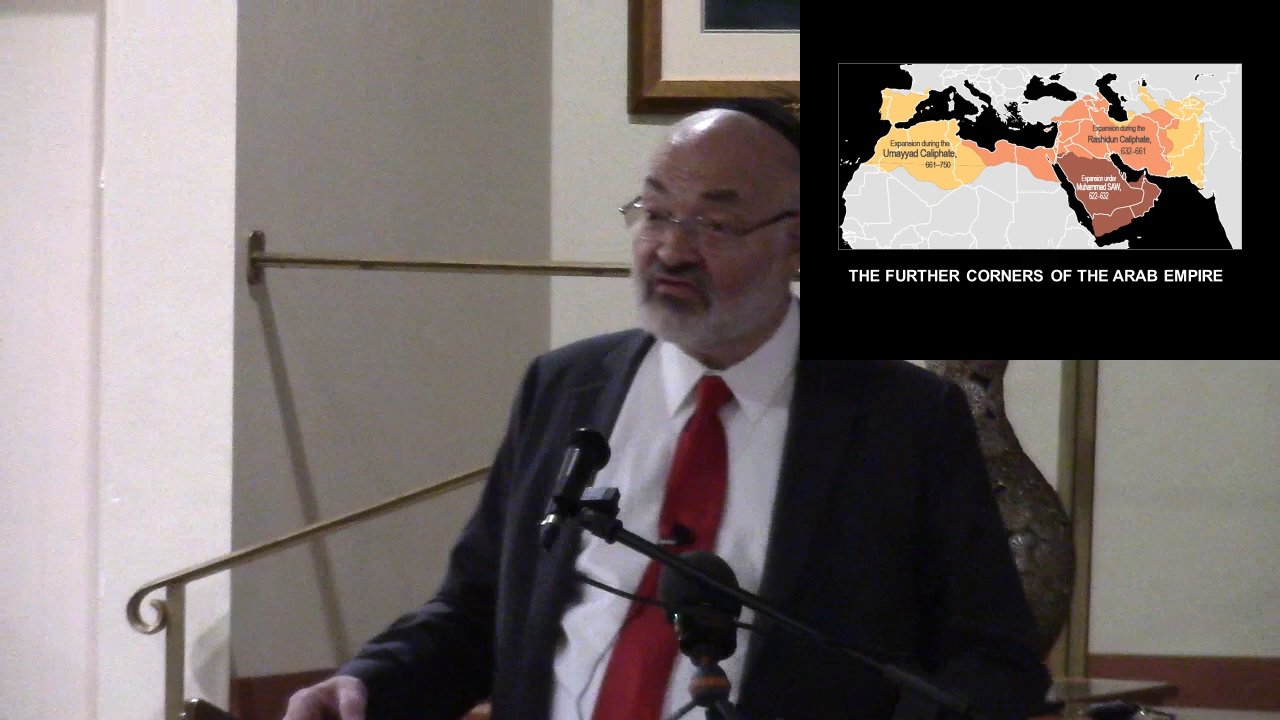 Expansion during the
Umayyad Caliphate,
661–750
Expansion during the
Rashidun Caliphate,
632–661
Expansion under
Muhammad SAW,
622-632
THE FURTHER CORNERS OF THE ARAB EMPIRE